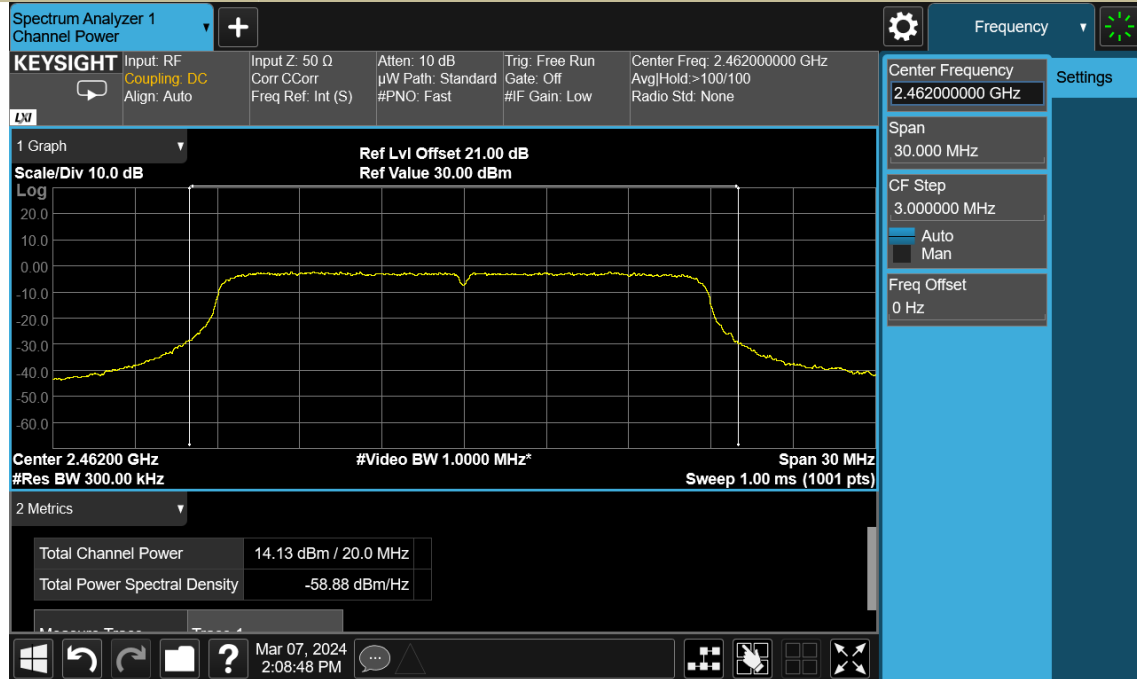 Spectrum Analyzer 1
Channel Power
Frequency
KEYSIGHT
LXI
Input: RF
Coupling: DC
Align: Auto
Input Z: 50 Ω
Corr CCorr
Freq Ref: Int (S)
Atten: 10 dB
µW Path: Standard
#PNO: Fast
Trig: Free Run
Gate: Off
#IF Gain: Low
Center Freq: 2.462000000 GHz
Avg|Hold:>100/100
Radio Std: None
Center Frequency
2.462000000 GHz
Settings
Span
30.000 MHz
CF Step
3.000000 MHz
Auto
Man
Freq Offset
0 Hz
1 Graph
Scale/Div 10.0 dB
Ref Lvl Offset 21.00 dB
Ref Value 30.00 dBm
Log
20.0
10.0
0.00
-10.0
-20.0
-30.0
-40.0
-50.0
-60.0
Center 2.46200 GHz
#Video BW 1.0000 MHz*
Span 30 MHz
#Res BW 300.00 kHz
Sweep 1.00 ms (1001 pts)
2 Metrics
Total Channel Power 14.13 dBm / 20.0 MHz
Total Power Spectral Density -58.88 dBm/Hz
Measure Trace Trace 1
?
Mar 07, 2024
2:08:48 PM